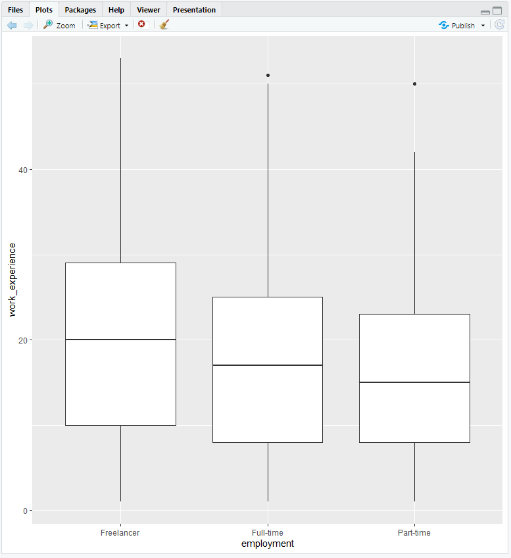 Files Plots Packages Help Viewer Presentation
Zoom Export Publish
work_experience
40
20
0
Freelancer Full-time Part-time
employment